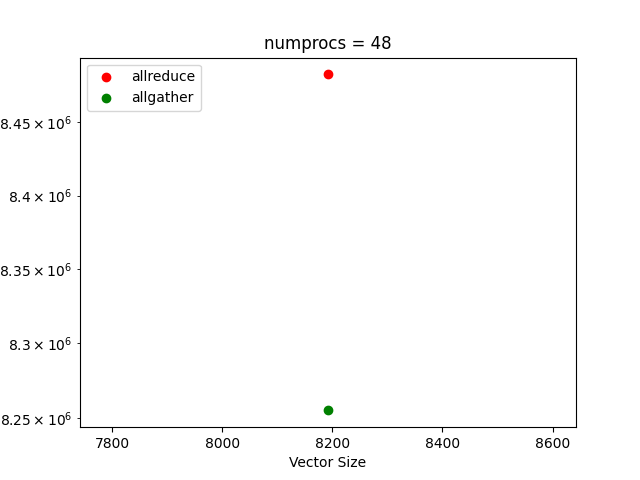 numprocs = 48
allreduce
allgather
8.45 × 10⁶
8.4 × 10⁶
8.35 × 10⁶
8.3 × 10⁶
8.25 × 10⁶
7800 8000 8200 8400 8600
Vector Size